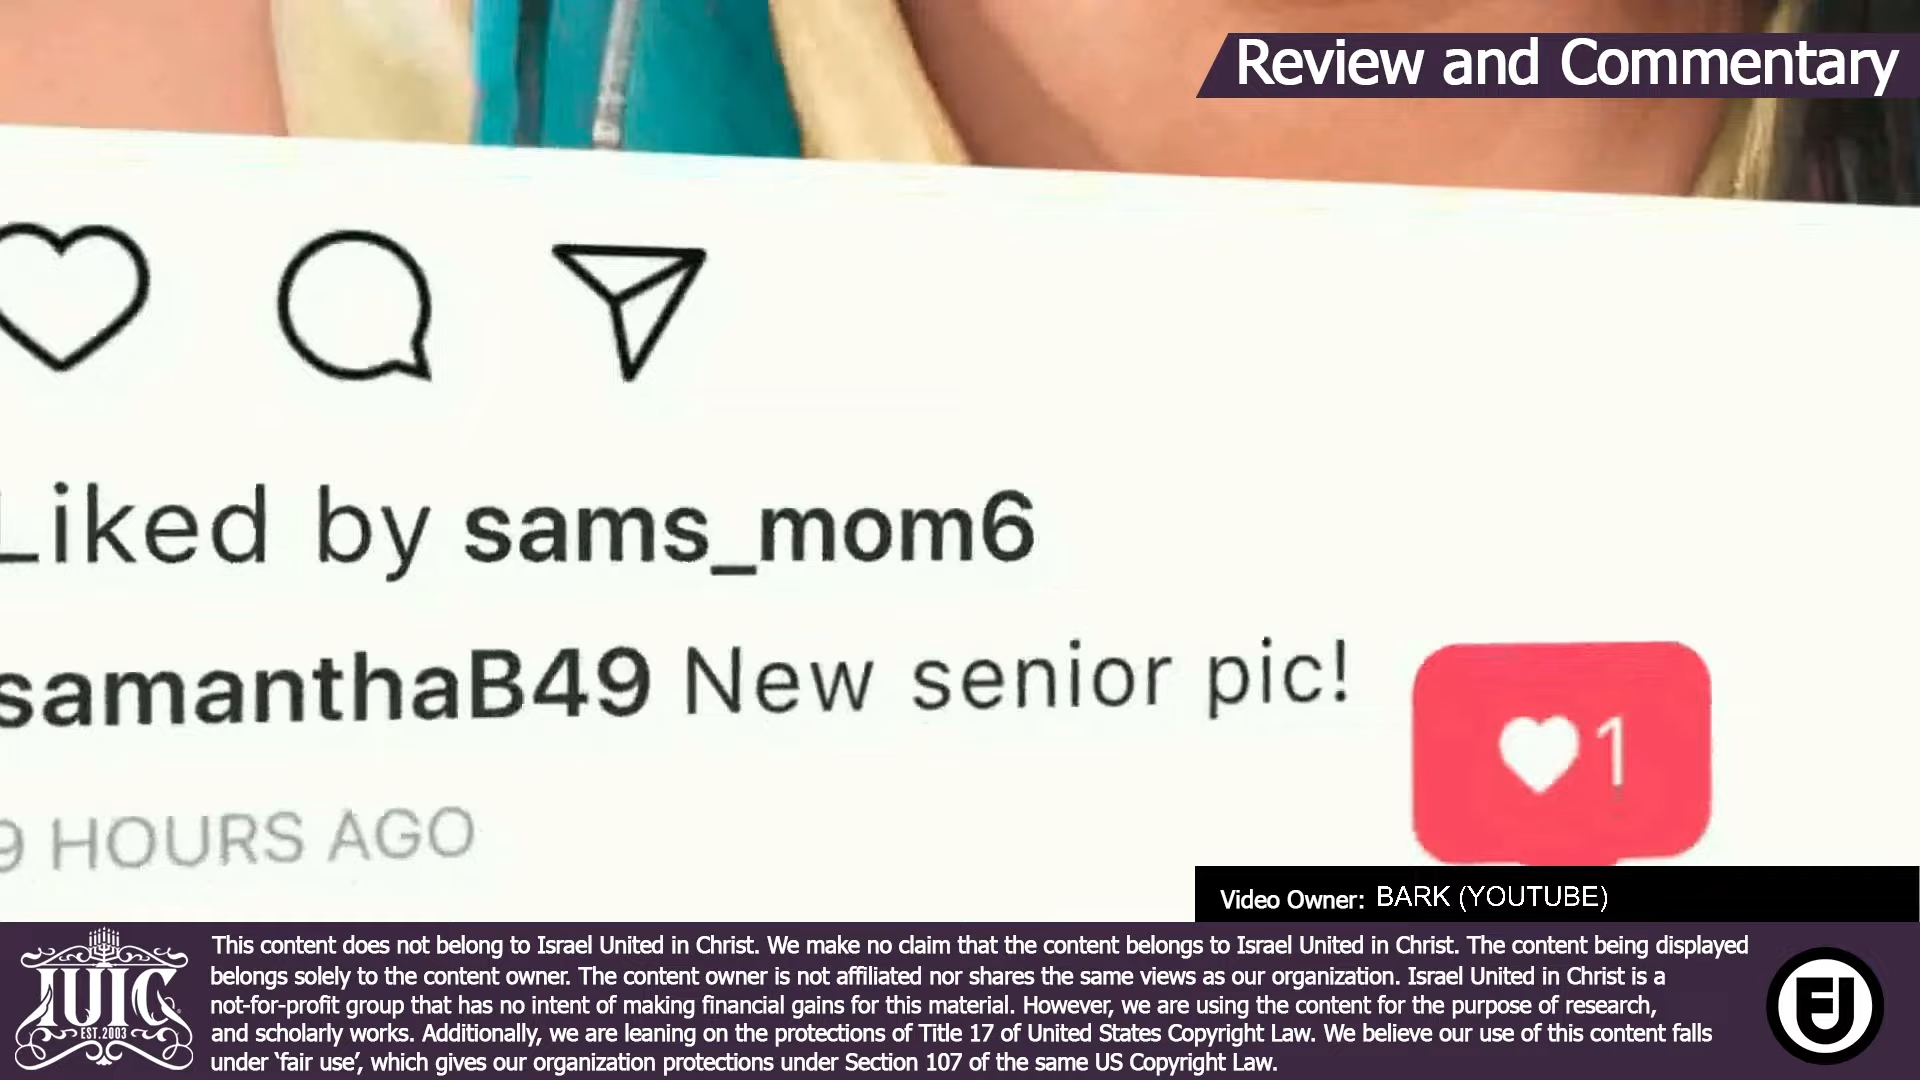 Review and Commentary
Liked by sams_mom6
samanthaB49 New senior pic!
1
9 HOURS AGO
Video Owner: BARK (YOUTUBE)
This content does not belong to Israel United in Christ. We make no claim that the content belongs to Israel United in Christ. The content being displayed
belongs solely to the content owner. The content owner is not affiliated nor shares the same views as our organization. Israel United in Christ is a
not-for-profit group that has no intent of making financial gains for this material. However, we are using the content for the purpose of research,
and scholarly works. Additionally, we are leaning on the protections of Title 17 of United States Copyright Law. We believe our use of this content falls
under ‘fair use’, which gives our organization protections under Section 107 of the same US Copyright Law.
IUIC
EST. 2003